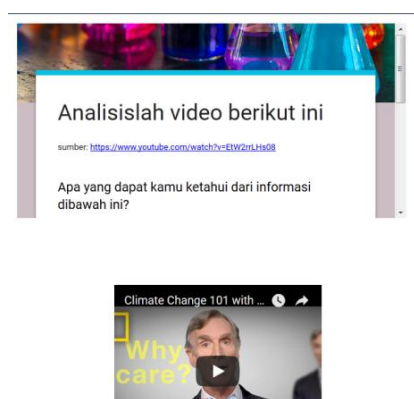 Analisislah video berikut ini
sumber: https://www.youtube.com/watch?v=EtW2rrLHs08
Apa yang dapat kamu ketahui dari informasi
dibawah ini?
Climate Change 101 with ...
Why
care?